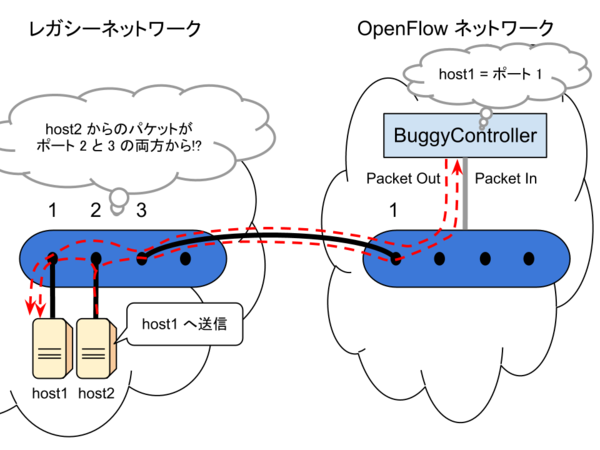 レガシーネットワーク
OpenFlow ネットワーク
host1 = ポート 1
host2 からのパケットが
ポート 2 と 3 の両方から!?
BuggyController
Packet Out
Packet In
1
2
3
1
host1 へ送信
host1
host2